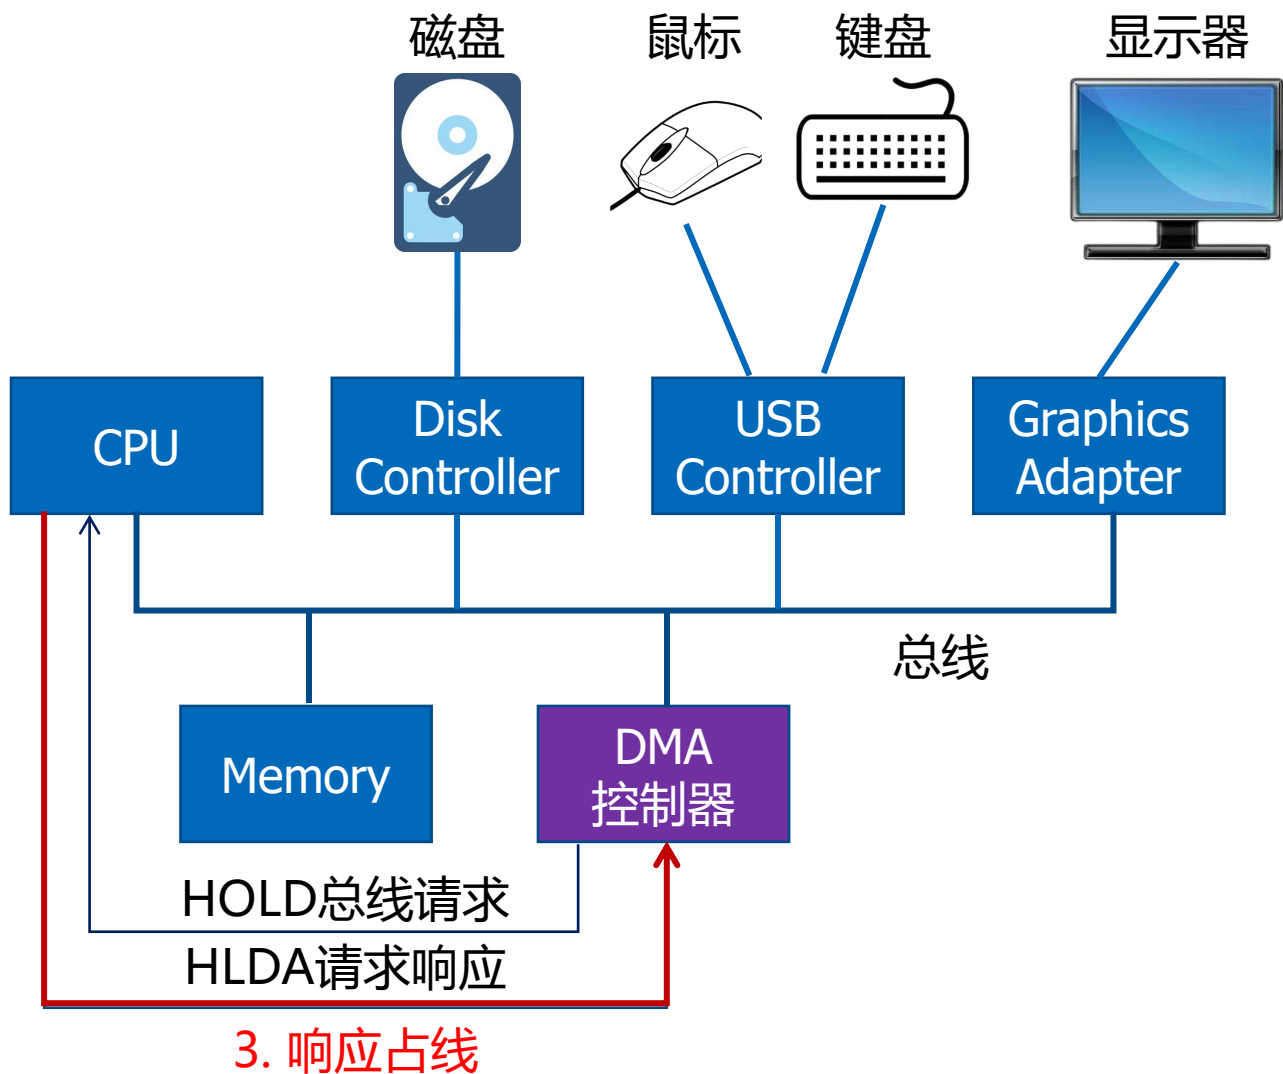 磁盘
鼠标
键盘
显示器
CPU
Disk
Controller
USB
Controller
Graphics
Adapter
总线
Memory
DMA
控制器
HOLD总线请求
HLDA请求响应
3. 响应占线